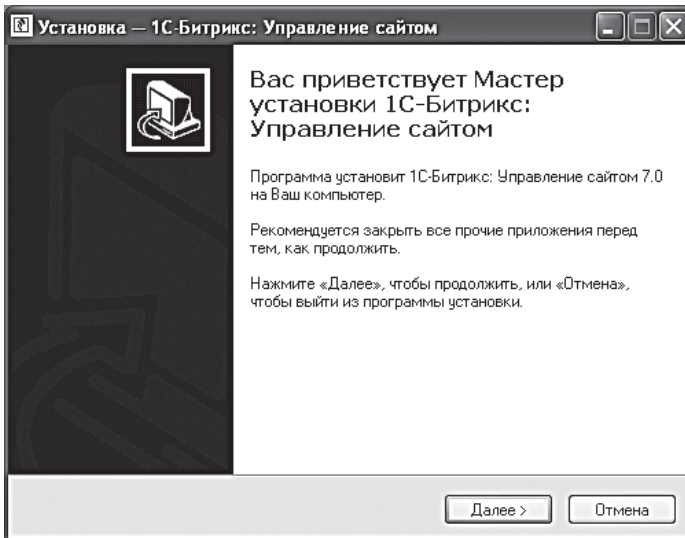 Установка — 1С-Битрикс: Управление сайтом
Вас приветствует Мастер
установки 1С-Битрикс:
Управление сайтом
Программа установит 1С-Битрикс: Управление сайтом 7.0
на Ваш компьютер.
Рекомендуется закрыть все прочие приложения перед
тем, как продолжить.
Нажмите «Далее», чтобы продолжить, или «Отмена»,
чтобы выйти из программы установки.
Далее >
Отмена